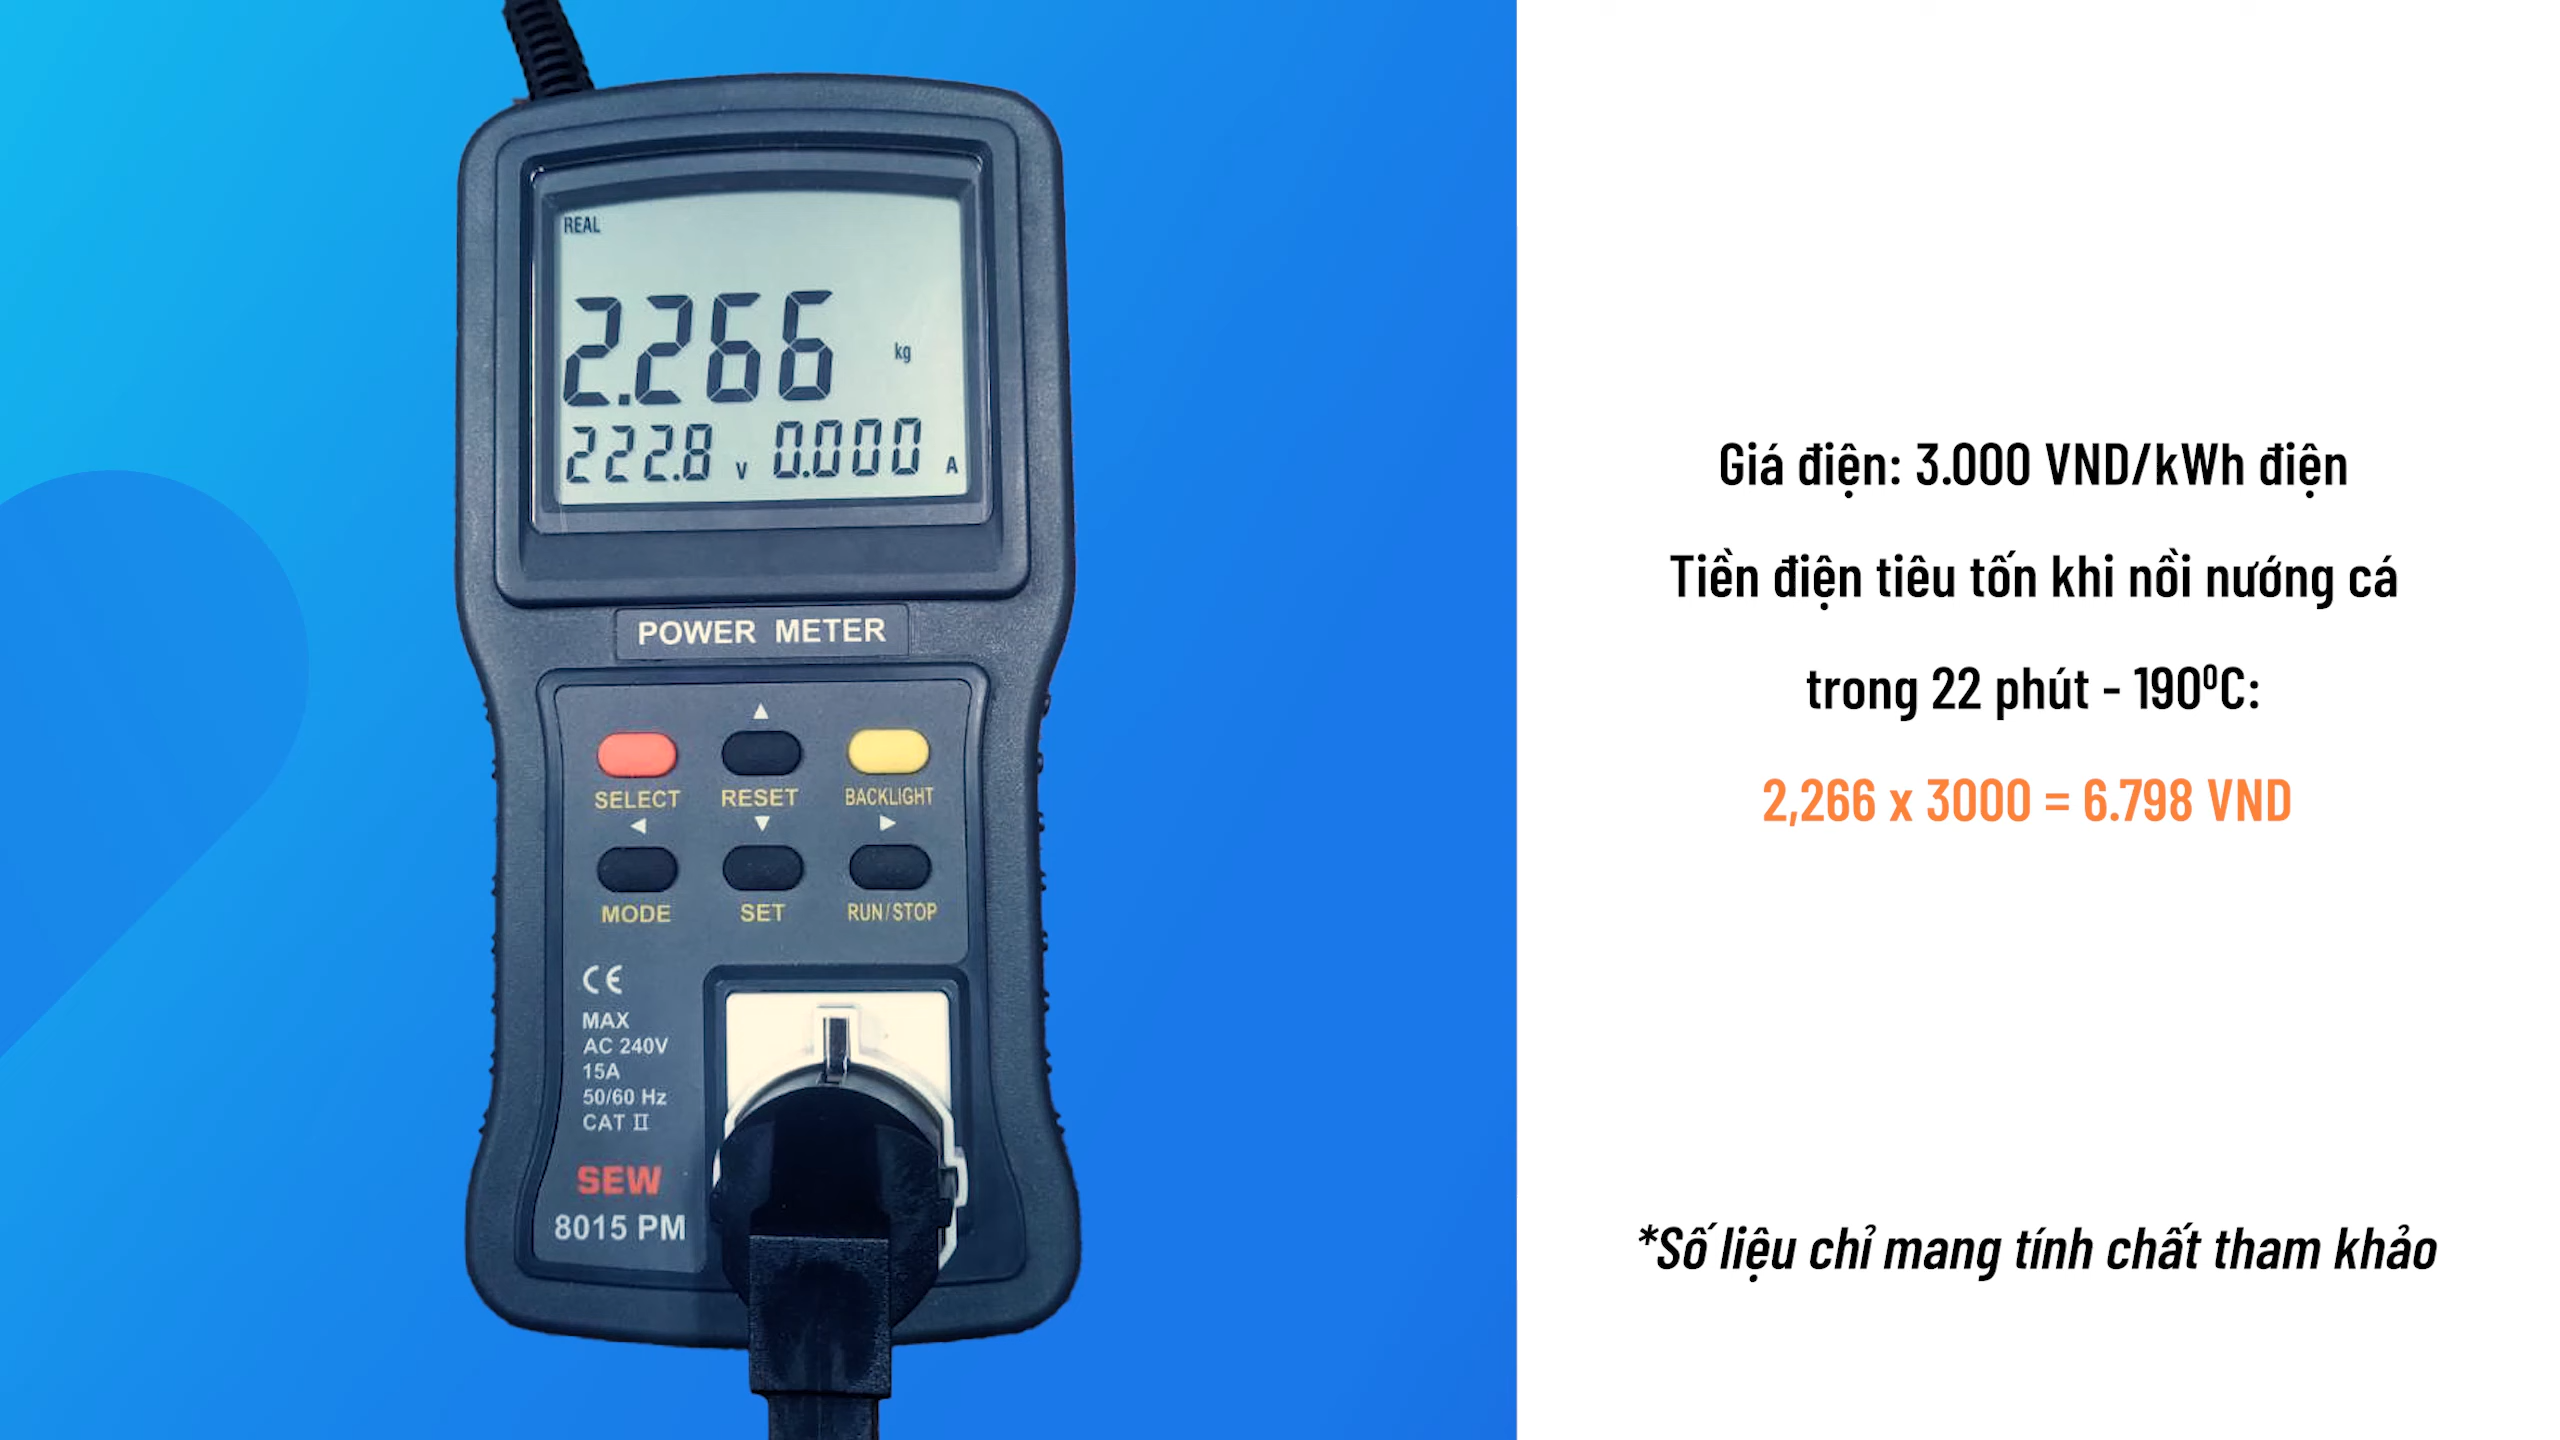 REAL
2.266 kg
222.8 V 0.000 A
POWER METER
SELECT RESET BACKLIGHT
MODE SET RUN/STOP
CE
MAX
AC 240V
15A
50/60 Hz
CAT II
SEW
8015 PM
Giá điện: 3.000 VND/kWh điện
Tiền điện tiêu tốn khi nồi nướng cá
trong 22 phút - 190⁰C:
2,266 x 3000 = 6.798 VND
*Số liệu chỉ mang tính chất tham khảo